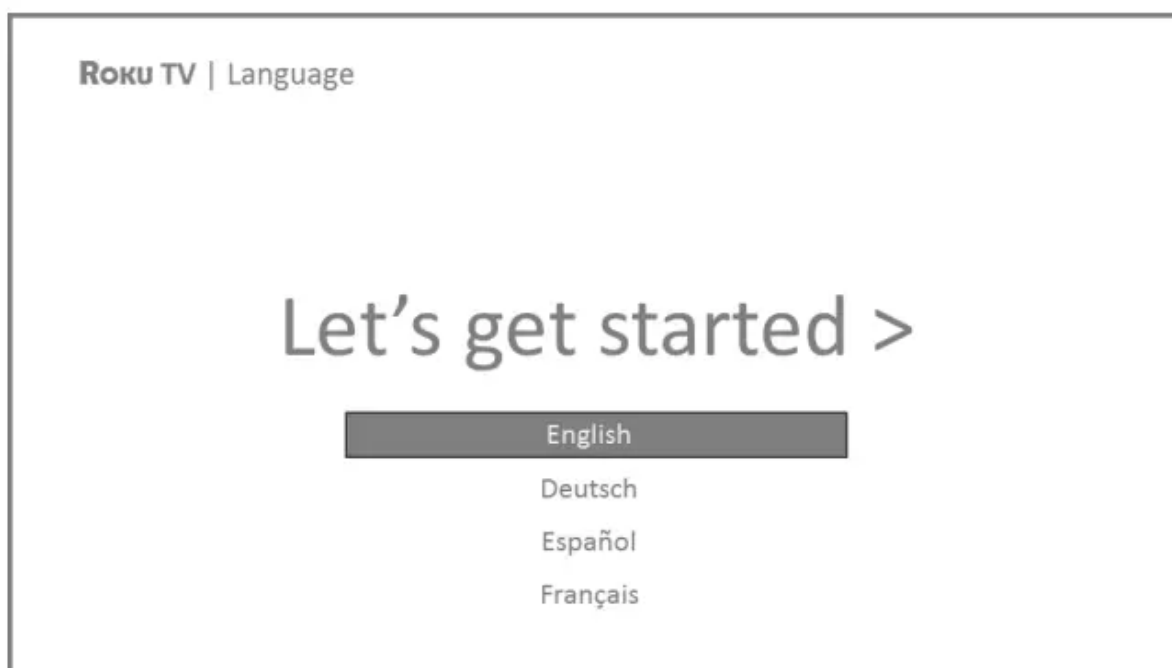 ROKU TV | Language
Let’s get started >
English
Deutsch
Español
Français